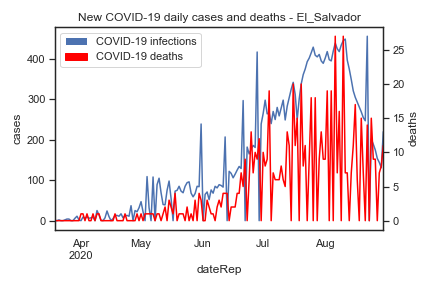 New COVID-19 daily cases and deaths - El_Salvador
COVID-19 infections
COVID-19 deaths
400
300
200
100
0
cases
25
20
15
10
5
0
deaths
Apr
2020
May
Jun
Jul
Aug
dateRep